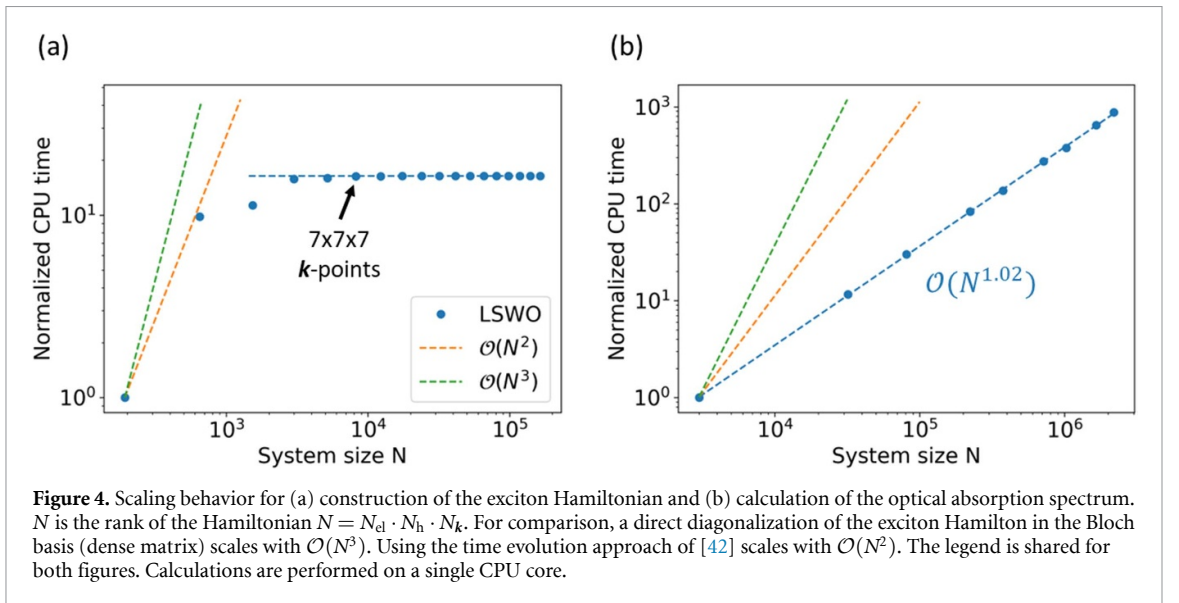 (a)
Normalized CPU time
10^1
10^0
7x7x7
k-points
LSWO
O(N^2)
O(N^3)
10^3 10^4 10^5
System size N
(b)
Normalized CPU time
10^3
10^2
10^1
10^0
O(N^1.02)
10^4 10^5 10^6
System size N
Figure 4. Scaling behavior for (a) construction of the exciton Hamiltonian and (b) calculation of the optical absorption spectrum.
N is the rank of the Hamiltonian N = N_el · N_h · N_k. For comparison, a direct diagonalization of the exciton Hamilton in the Bloch
basis (dense matrix) scales with O(N^3). Using the time evolution approach of [42] scales with O(N^2). The legend is shared for
both figures. Calculations are performed on a single CPU core.